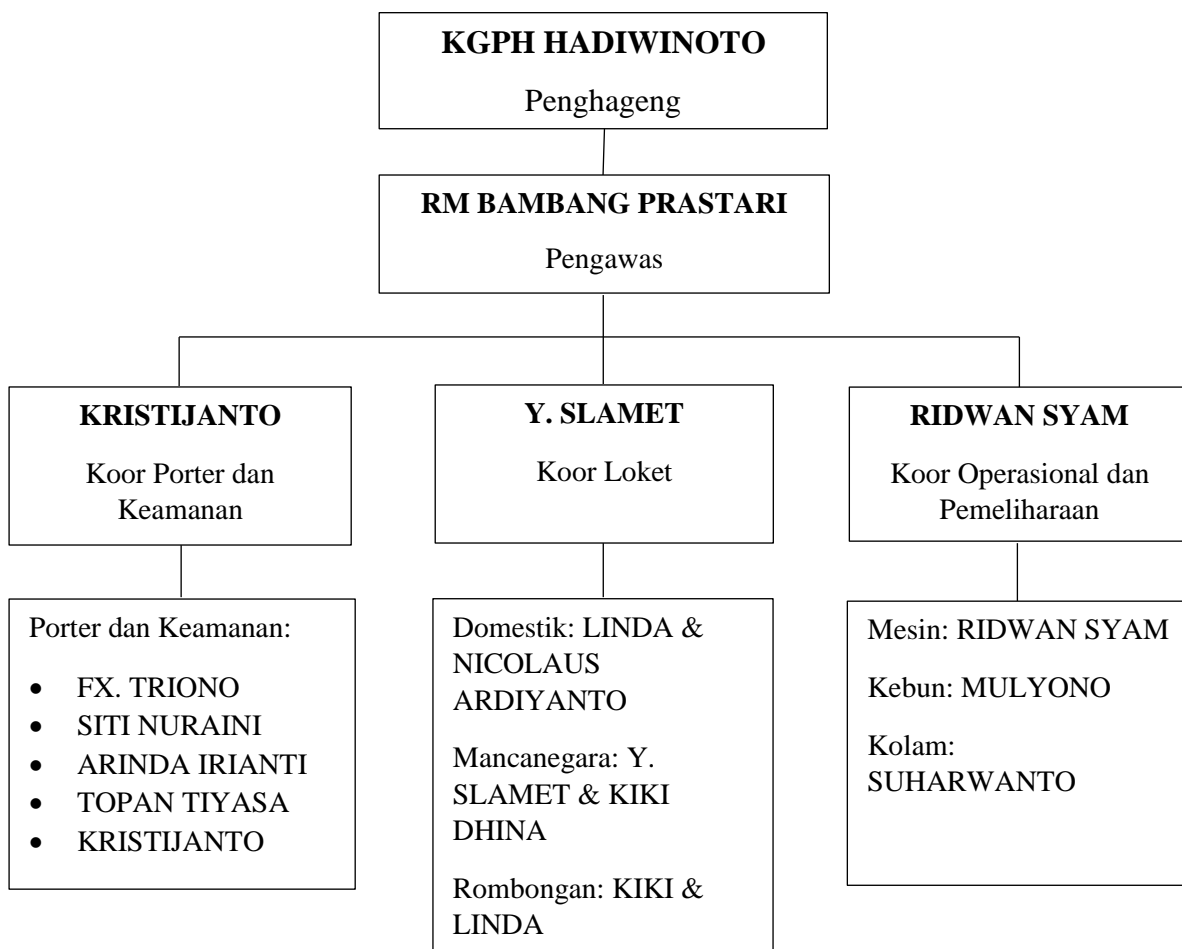 KGPH HADIWINOTO
Penghageng
RM BAMBANG PRASTARI
Pengawas
KRISTIJANTO
Koor Porter dan
Keamanan
Y. SLAMET
Koor Loket
RIDWAN SYAM
Koor Operasional dan
Pemeliharaan
Porter dan Keamanan:
• FX. TRIONO
• SITI NURAINI
• ARINDA IRIANTI
• TOPAN TIYASA
• KRISTIJANTO
Domestik: LINDA &
NICOLAUS
ARDIYANTO
Mancanegara: Y.
SLAMET & KIKI
DHINA
Rombongan: KIKI &
LINDA
Mesin: RIDWAN SYAM
Kebun: MULYONO
Kolam:
SUHARWANTO